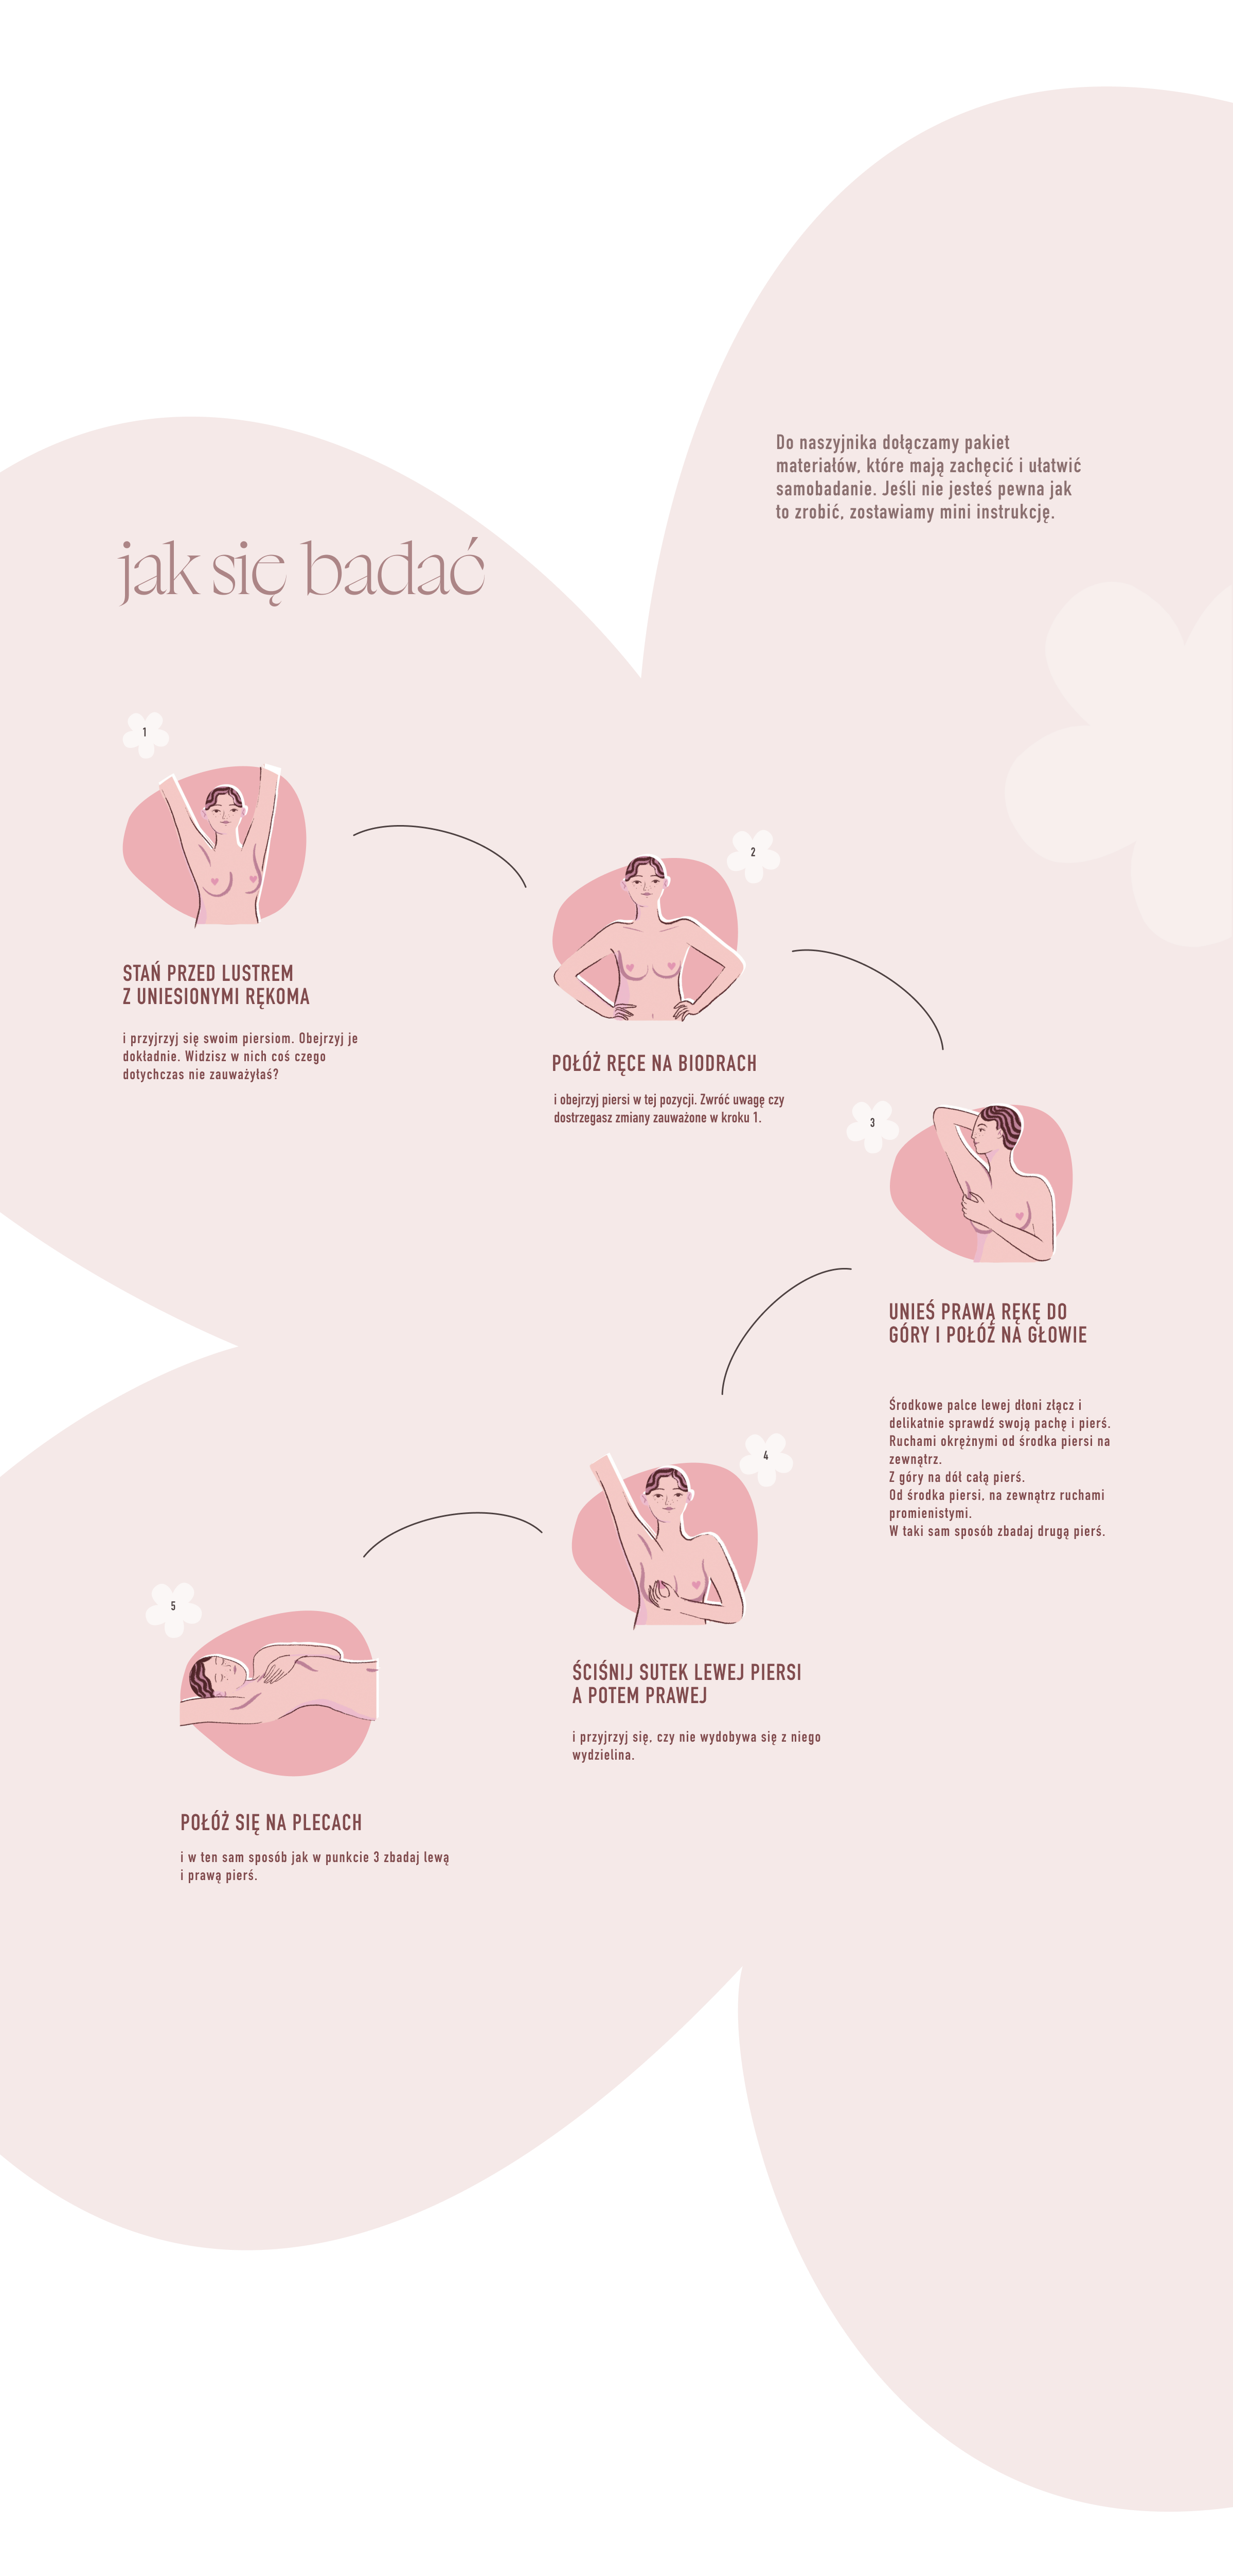 Do naszyjnika dołączamy pakiet
materiałów, które mają zachęcić i ułatwić
samobadanie. Jeśli nie jesteś pewna jak
to zrobić, zostawiamy mini instrukcję.
jak się badać
1
STAŃ PRZED LUSTREM
Z UNIESIONYMI RĘKOMA
i przyjrzyj się swoim piersiom. Obejrzyj je
dokładnie. Widzisz w nich coś czego
dotychczas nie zauważyłaś?
2
POŁÓŻ RĘCE NA BIODRACH
i obejrzyj piersi w tej pozycji. Zwróć uwagę czy
dostrzegasz zmiany zauważone w kroku 1.
3
UNIEŚ PRAWĄ RĘKĘ DO
GÓRY I POŁÓŻ NA GŁOWIE
Środkowe palce lewej dłoni złącz i
delikatnie sprawdź swoją pachę i pierś.
Ruchami okrężnymi od środka piersi na
zewnątrz.
Z góry na dół całą pierś.
Od środka piersi, na zewnątrz ruchami
promienistymi.
W taki sam sposób zbadaj drugą pierś.
4
ŚCIŚNIJ SUTEK LEWEJ PIERSI
A POTEM PRAWEJ
i przyjrzyj się, czy nie wydobywa się z niego
wydzielina.
5
POŁÓŻ SIĘ NA PLECACH
i w ten sam sposób jak w punkcie 3 zbadaj lewą
i prawą pierś.